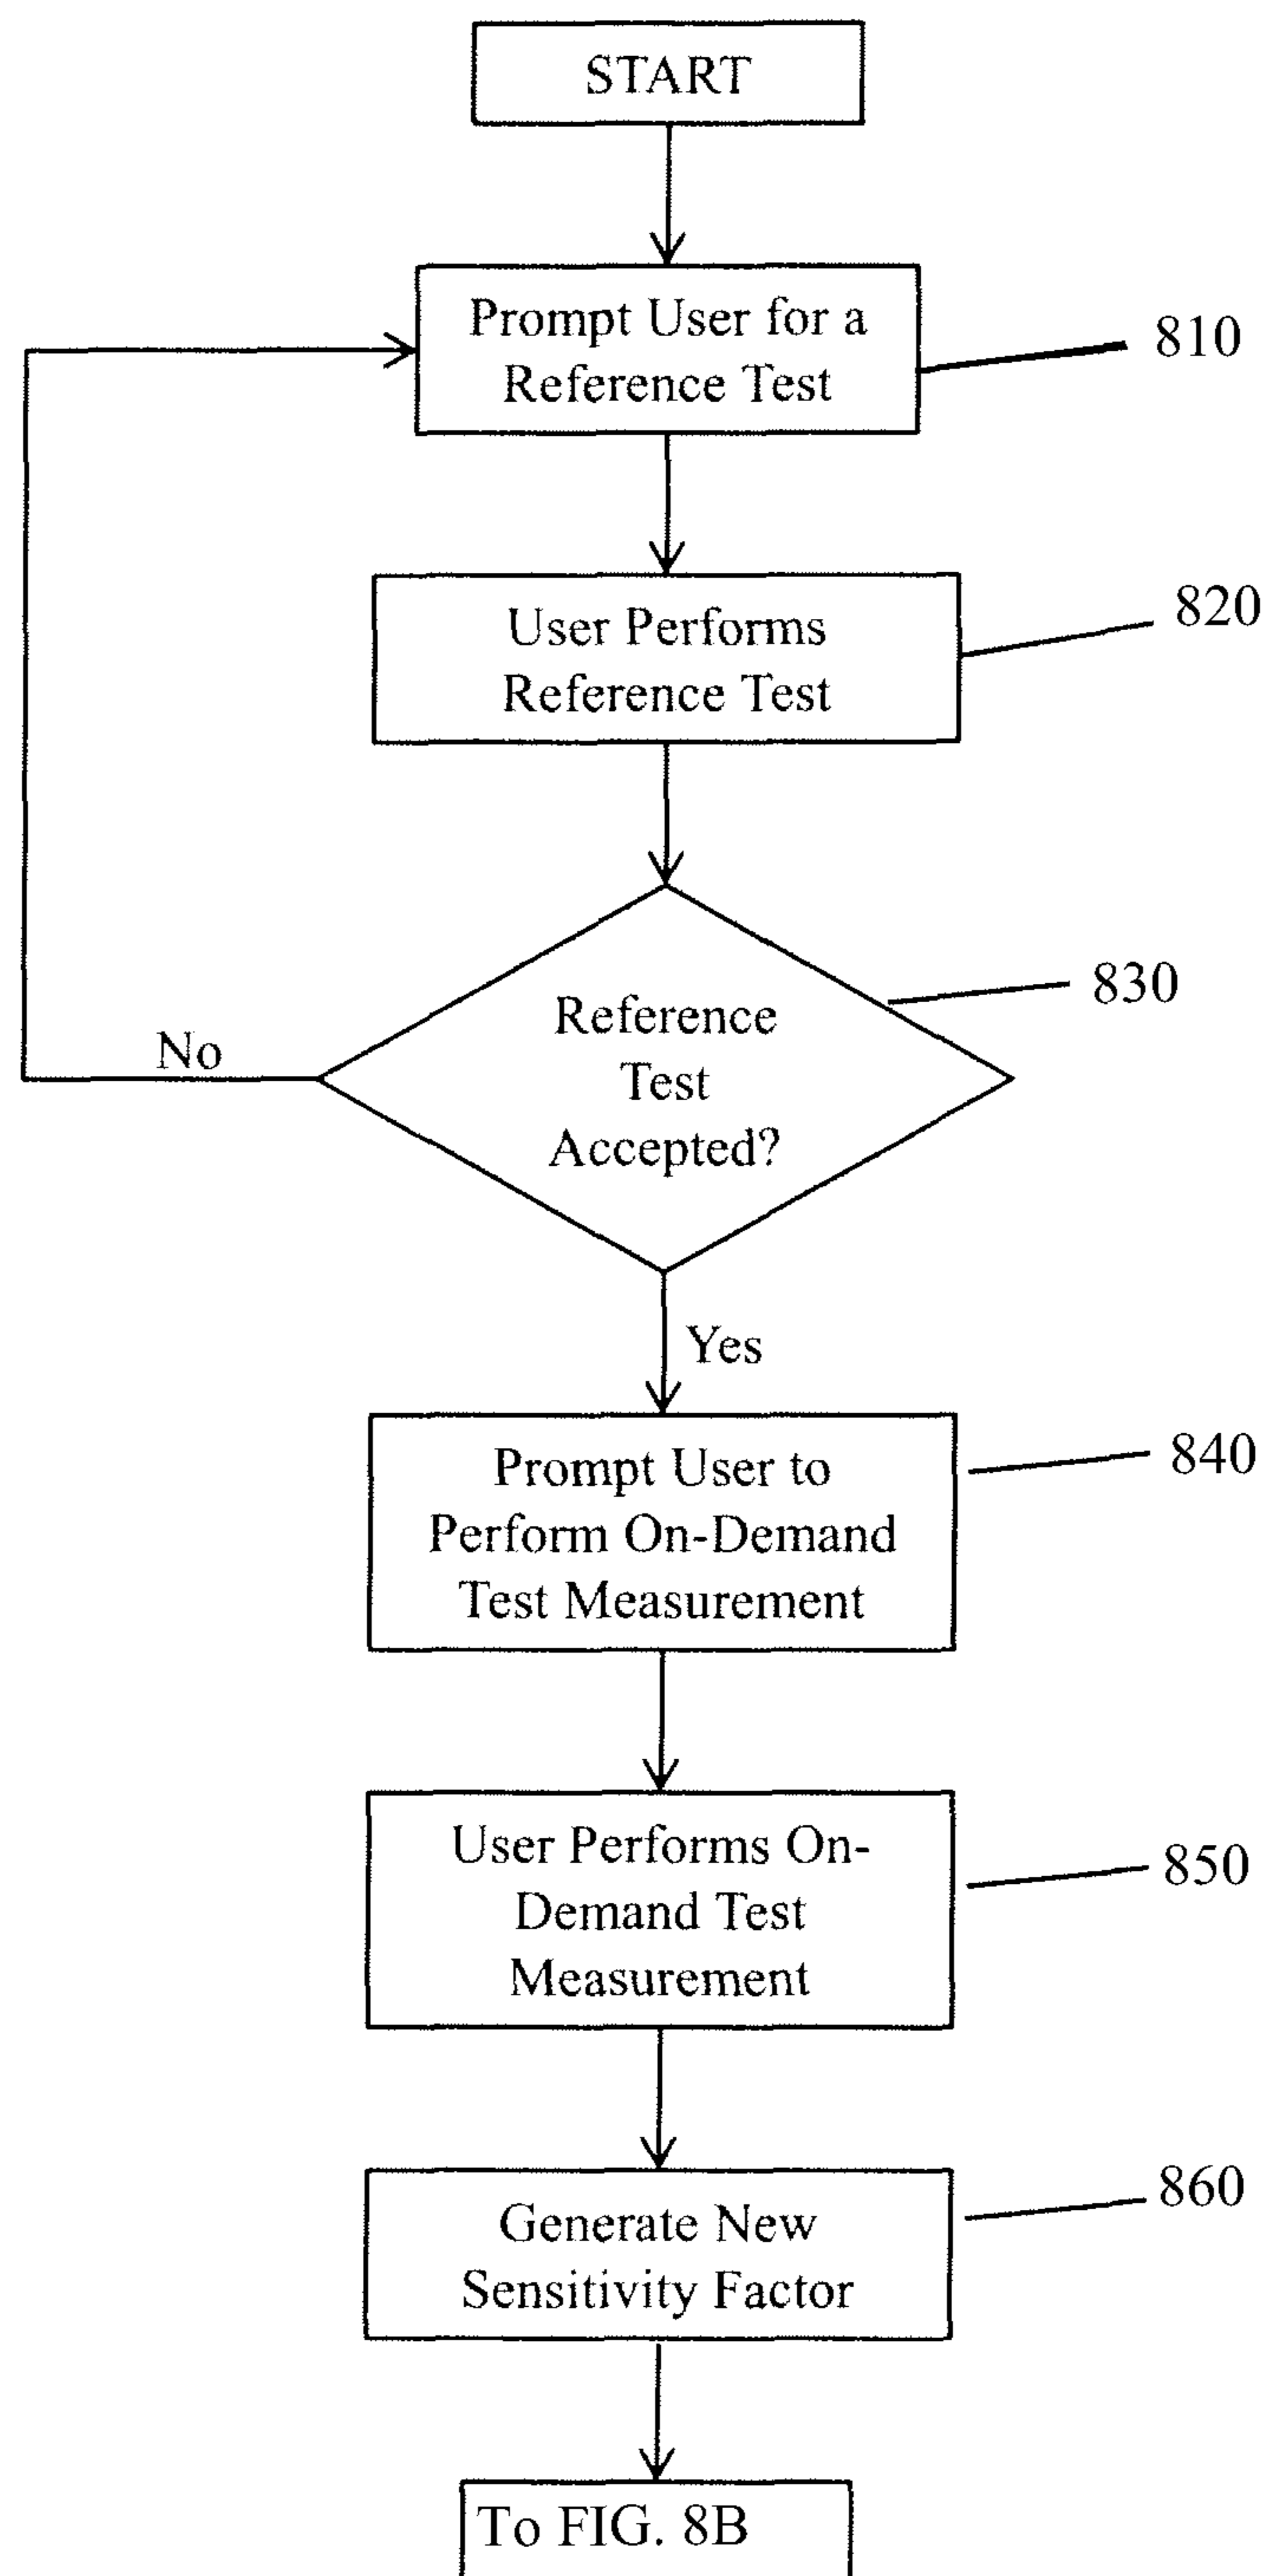 START
Prompt User for a
Reference Test
810
User Performs
Reference Test
820
Reference
Test
Accepted?
830
No
Yes
Prompt User to
Perform On-Demand
Test Measurement
840
User Performs On-
Demand Test
Measurement
850
Generate New
Sensitivity Factor
860
To FIG. 8B